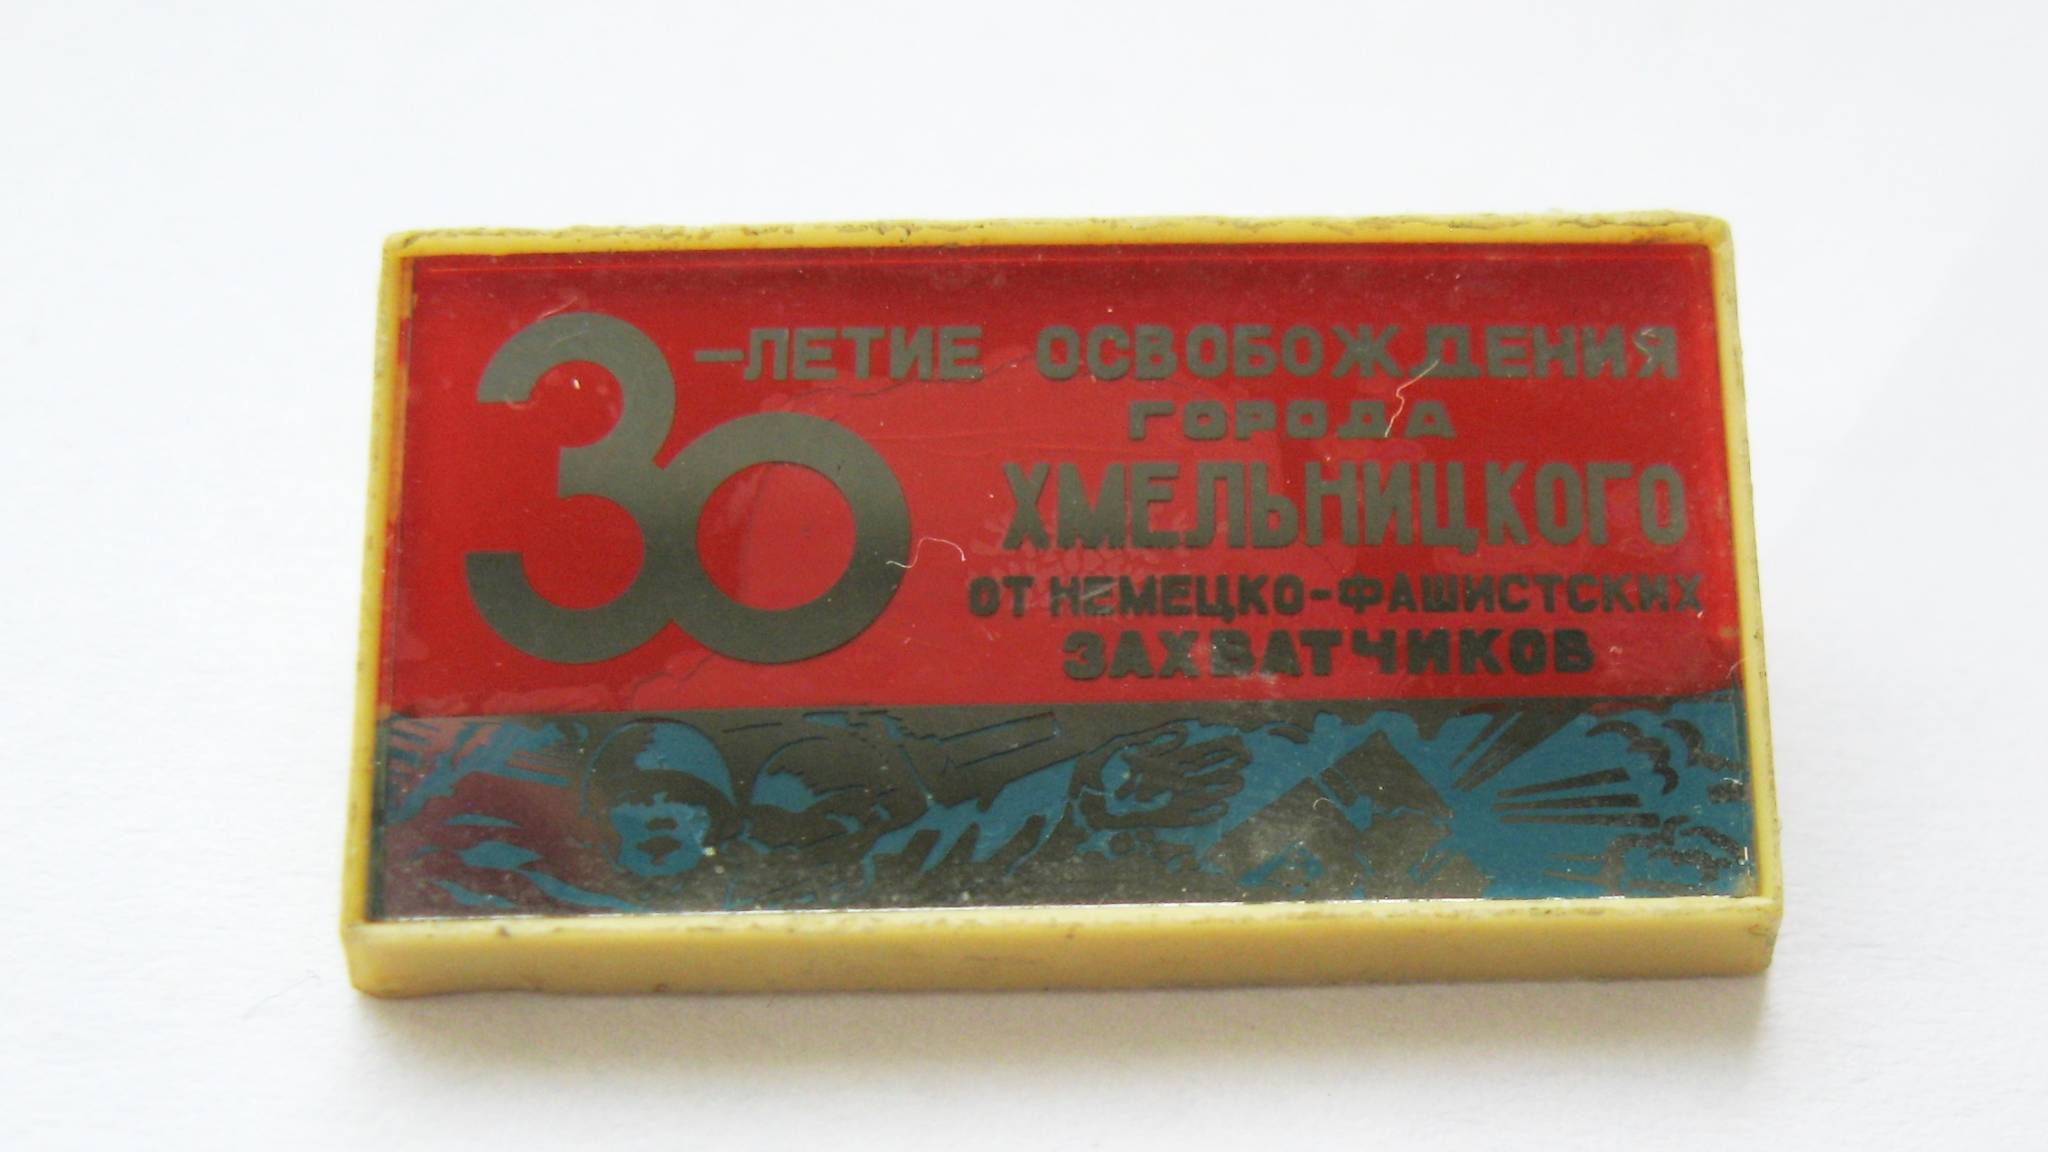 30-ЛЕТИЕ ОСВОБОЖДЕНИЯ
ГОРОДА
ХМЕЛЬНИЦКОГО
ОТ НЕМЕЦКО-ФАШИСТСКИХ
ЗАХВАТЧИКОВ